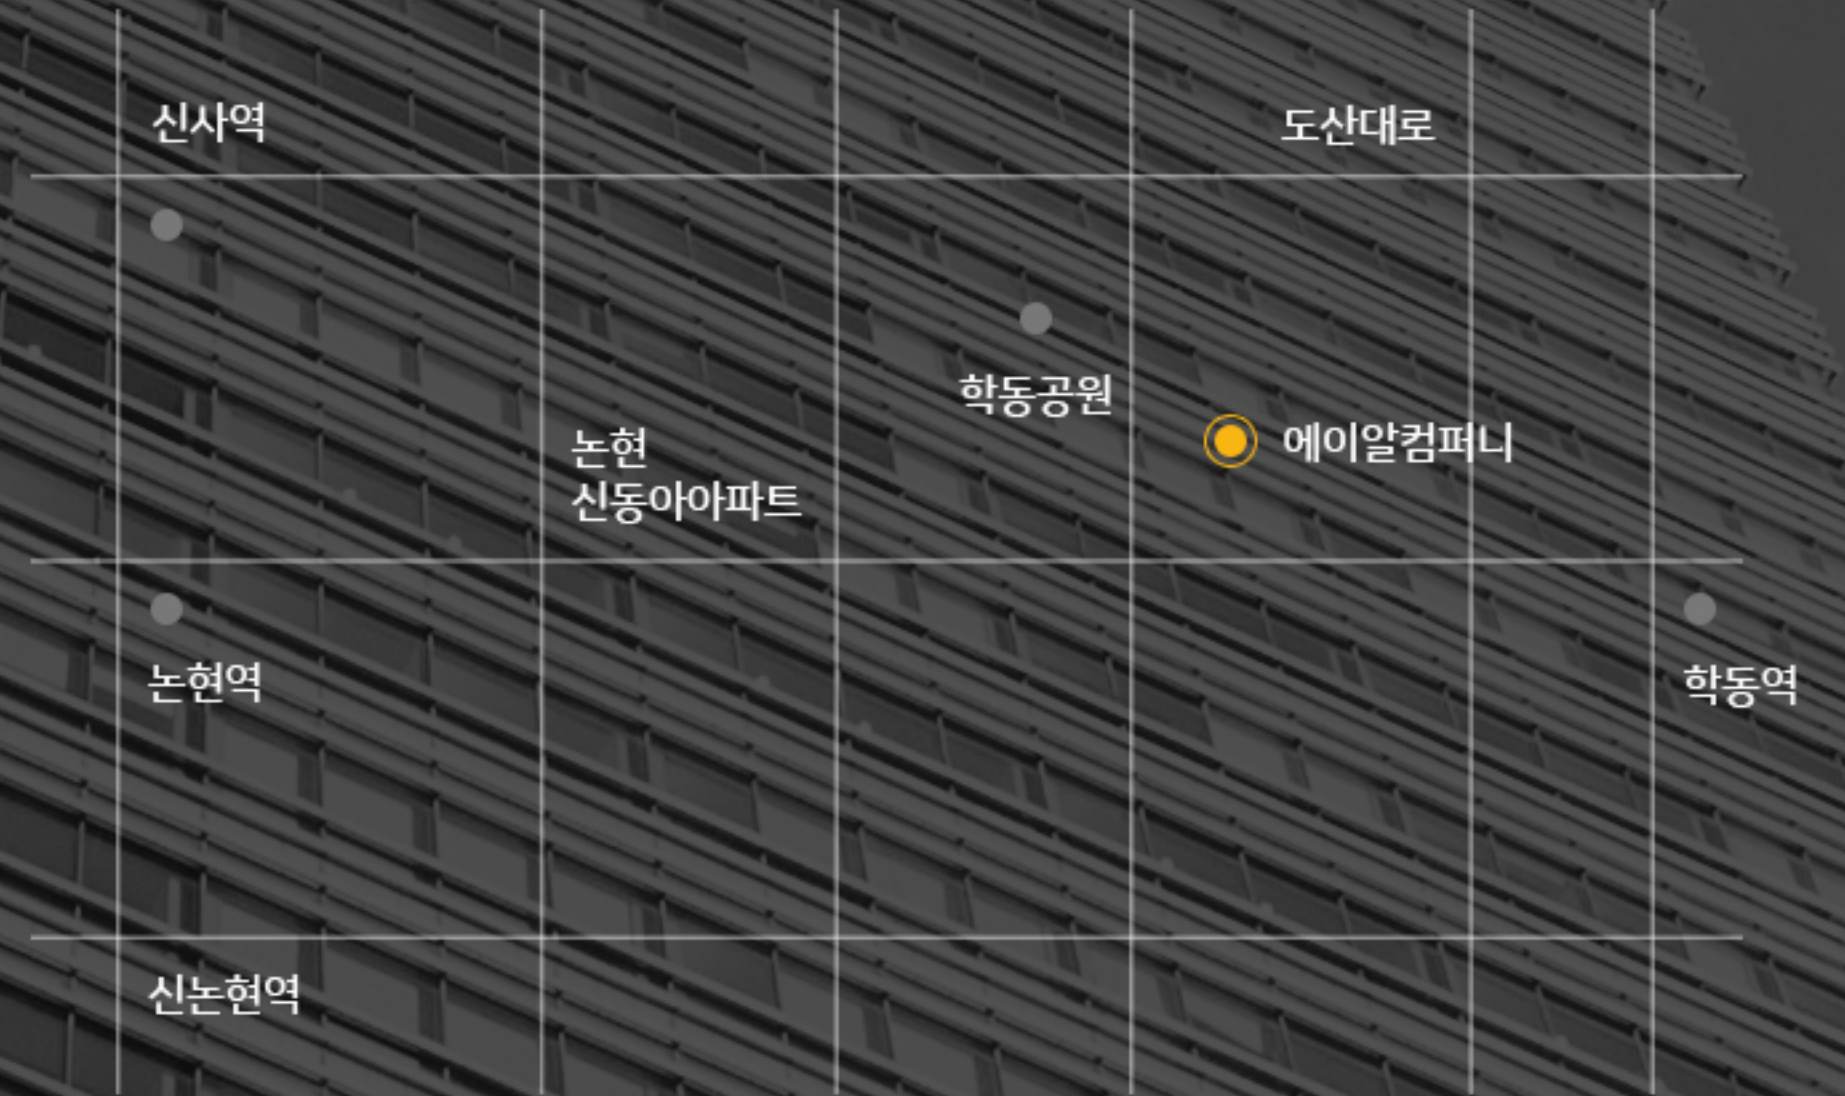 신사역
도산대로
학동공원
에이알컴퍼니
논현
신동아아파트
논현역
학동역
신논현역